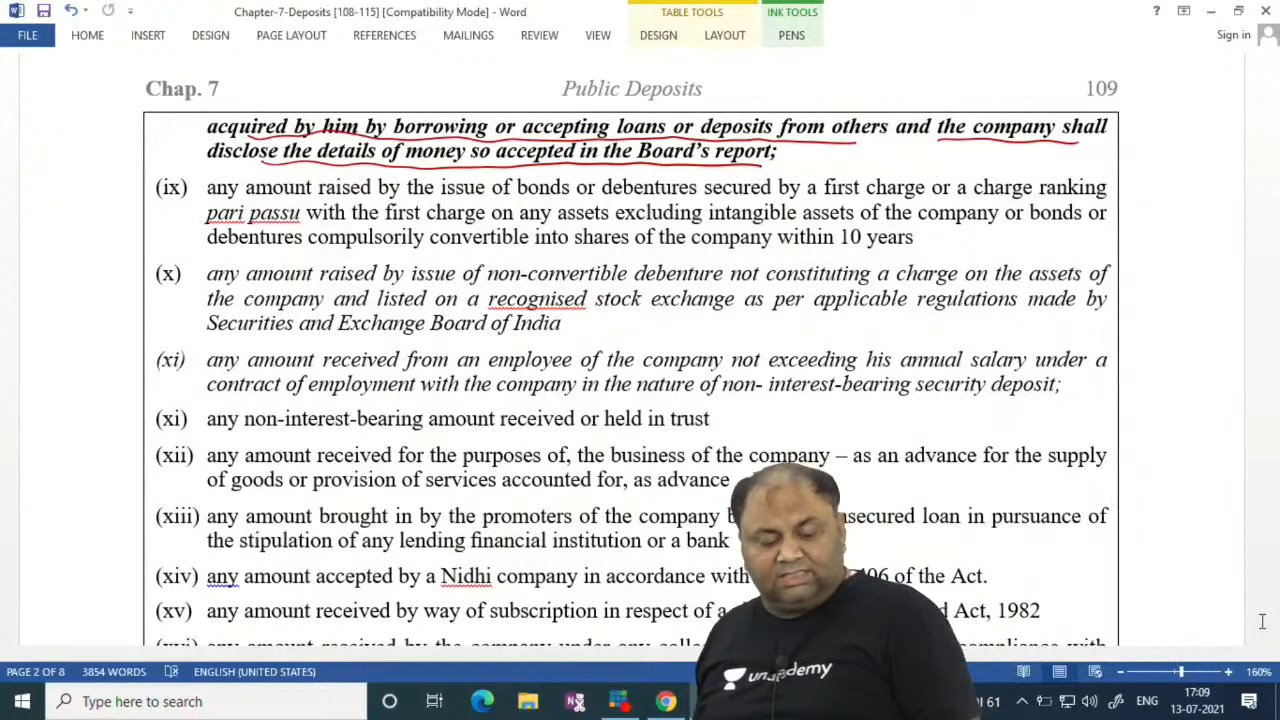 Chapter-7-Deposits [108-115] [Compatibility Mode] - Word
TABLE TOOLS
INK TOOLS
FILE HOME INSERT DESIGN PAGE LAYOUT REFERENCES MAILINGS REVIEW VIEW DESIGN LAYOUT PENS
Sign in
Chap. 7 Public Deposits 109
acquired by him by borrowing or accepting loans or deposits from others and the company shall
disclose the details of money so accepted in the Board's report;
(ix) any amount raised by the issue of bonds or debentures secured by a first charge or a charge ranking
pari passu with the first charge on any assets excluding intangible assets of the company or bonds or
debentures compulsorily convertible into shares of the company within 10 years
(x) any amount raised by issue of non-convertible debenture not constituting a charge on the assets of
the company and listed on a recognised stock exchange as per applicable regulations made by
Securities and Exchange Board of India
(xi) any amount received from an employee of the company not exceeding his annual salary under a
contract of employment with the company in the nature of non- interest-bearing security deposit;
(xi) any non-interest-bearing amount received or held in trust
(xii) any amount received for the purposes of, the business of the company – as an advance for the supply
of goods or provision of services accounted for, as advance
(xiii) any amount brought in by the promoters of the company loan in pursuance of
the stipulation of any lending financial institution or a bank
(xiv) any amount accepted by a Nidhi company in accordance with of the Act.
(xv) any amount received by way of subscription in respect of a Act, 1982
PAGE 2 OF 8 3854 WORDS ENGLISH (UNITED STATES) 160%
unacademy
Type here to search
ENG
17:09
13-07-2021